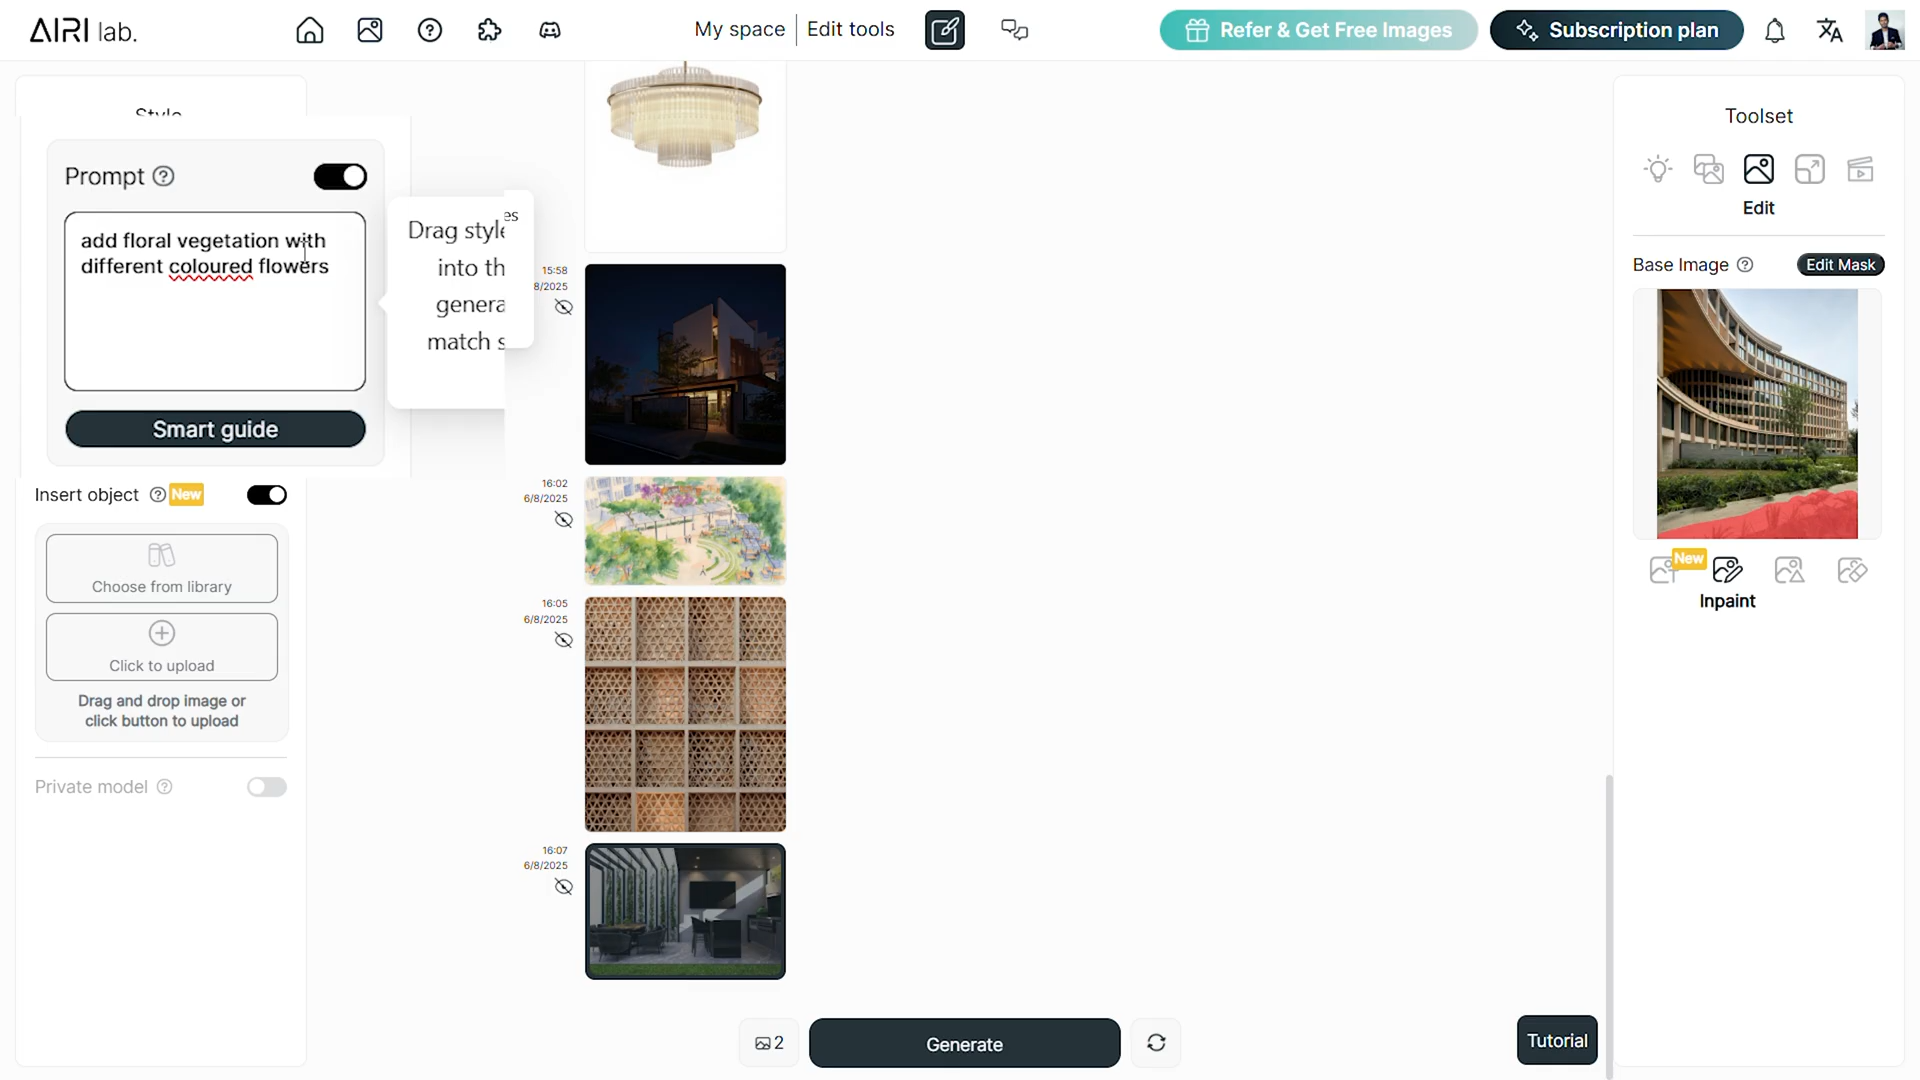 AIRI lab.
My space
Edit tools
Refer & Get Free Images
Subscription plan
Style
Prompt
add floral vegetation with
different coloured flowers
Smart guide
Drag style
es
into th
genera
match s
Insert object
New
Choose from library
Click to upload
Drag and drop image or
click button to upload
Private model
15:58
8/2025
16:02
6/8/2025
16:05
6/8/2025
16:07
6/8/2025
2
Generate
Tutorial
Toolset
Edit
Base Image
Edit Mask
New
Inpaint